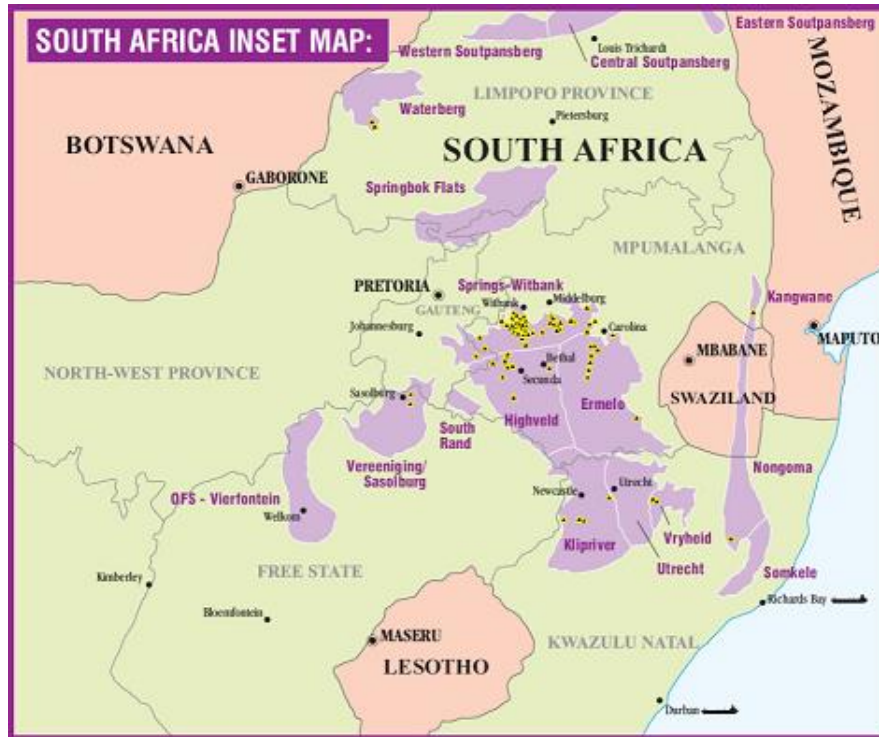 SOUTH AFRICA INSET MAP:
Eastern Soutpansberg
Western Soutpansberg
Louis Trichardt
Central Soutpansberg
MOZAMBIQUE
LIMPOPO PROVINCE
Waterberg
Pietersburg
BOTSWANA
SOUTH AFRICA
GABORONE
Springbok Flats
MPUMALANGA
PRETORIA
Springs-Witbank
Kangwane
Witbank
Middelburg
GAUTENG
Johannesburg
Carolina
MAPUTO
MBABANE
Bethal
NORTH-WEST PROVINCE
Secunda
Sasolburg
SWAZILAND
Ermelo
Highveld
South
Rand
Vereeniging/
Sasolburg
Nongoma
Utrecht
Newcastle
OFS - Vierfontein
Welkom
Vryheid
Klipriver
Utrecht
FREE STATE
Somkele
Kimberley
Richards Bay
Bloemfontein
MASERU
KWAZULU NATAL
LESOTHO
Durban